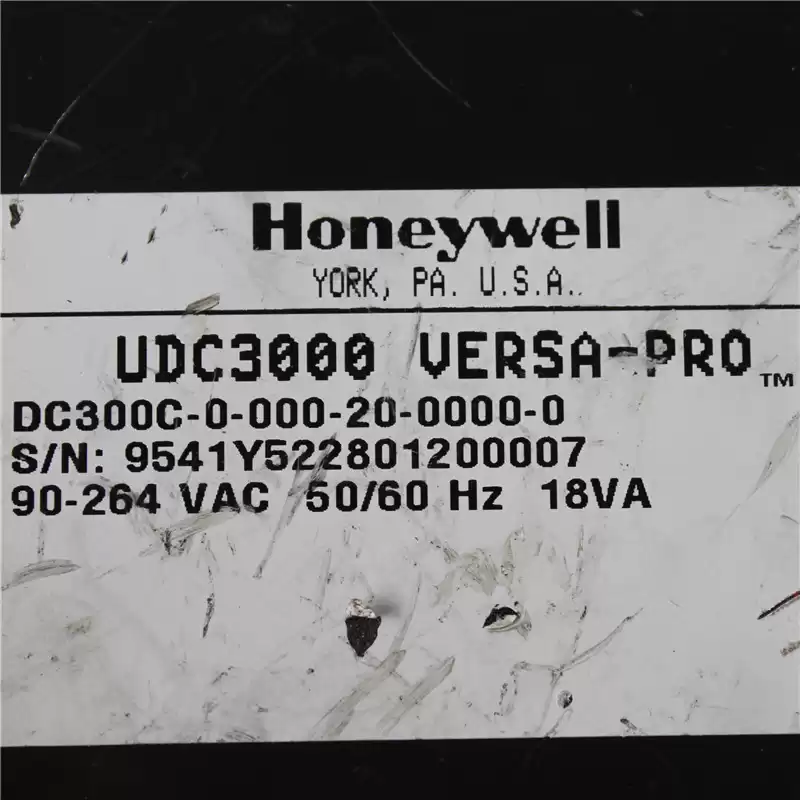 Honeywell
YORK, PA. U.S.A..
UDC3000 VERSA-PRO™
DC300C-0-000-20-0000-0
S/N: 9541Y522801200007
90-264 VAC 50/60 Hz 18VA